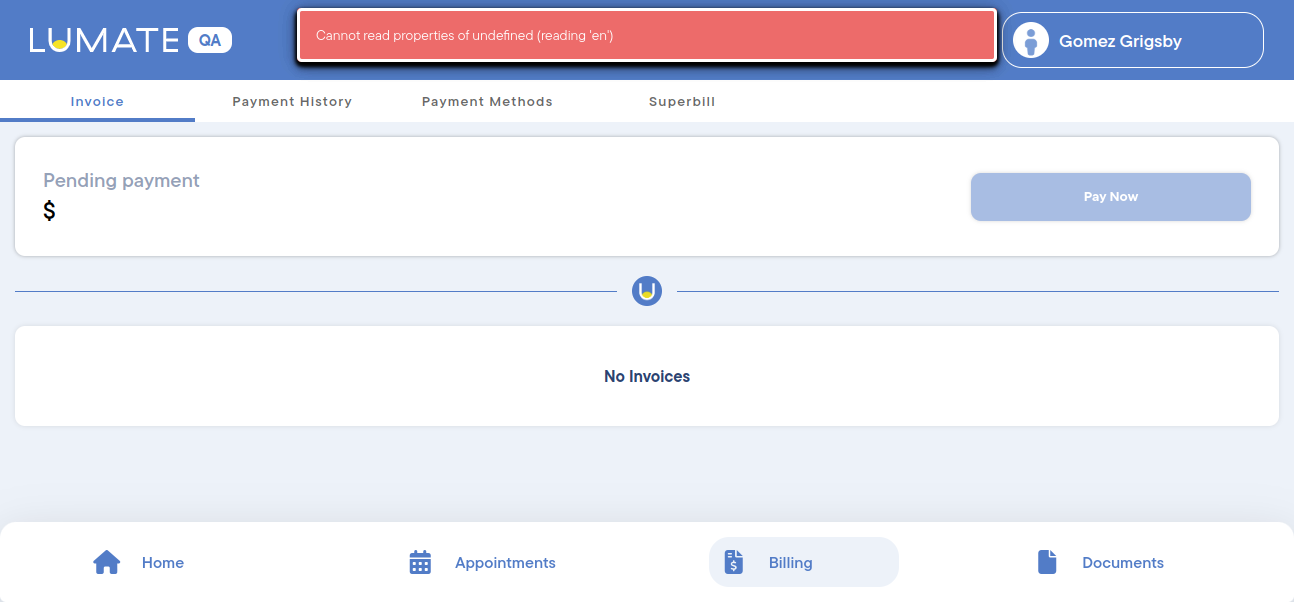 LUMATE QA
Cannot read properties of undefined (reading 'en')
Gomez Grigsby
Invoice
Payment History
Payment Methods
Superbill
Pending payment
$
Pay Now
No Invoices
Home
Appointments
Billing
Documents